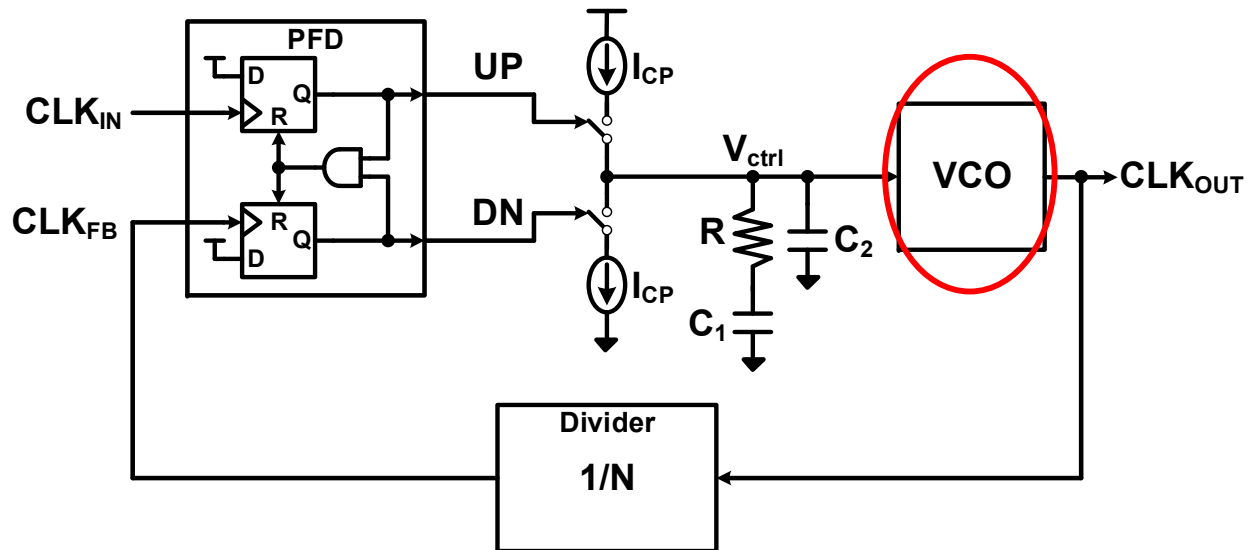 PFD
D
Q
R
CLKIN
UP
ICP
Vctrl
VCO
CLKOUT
CLKFB
R
Q
D
DN
ICP
R
C2
C1
Divider
1/N